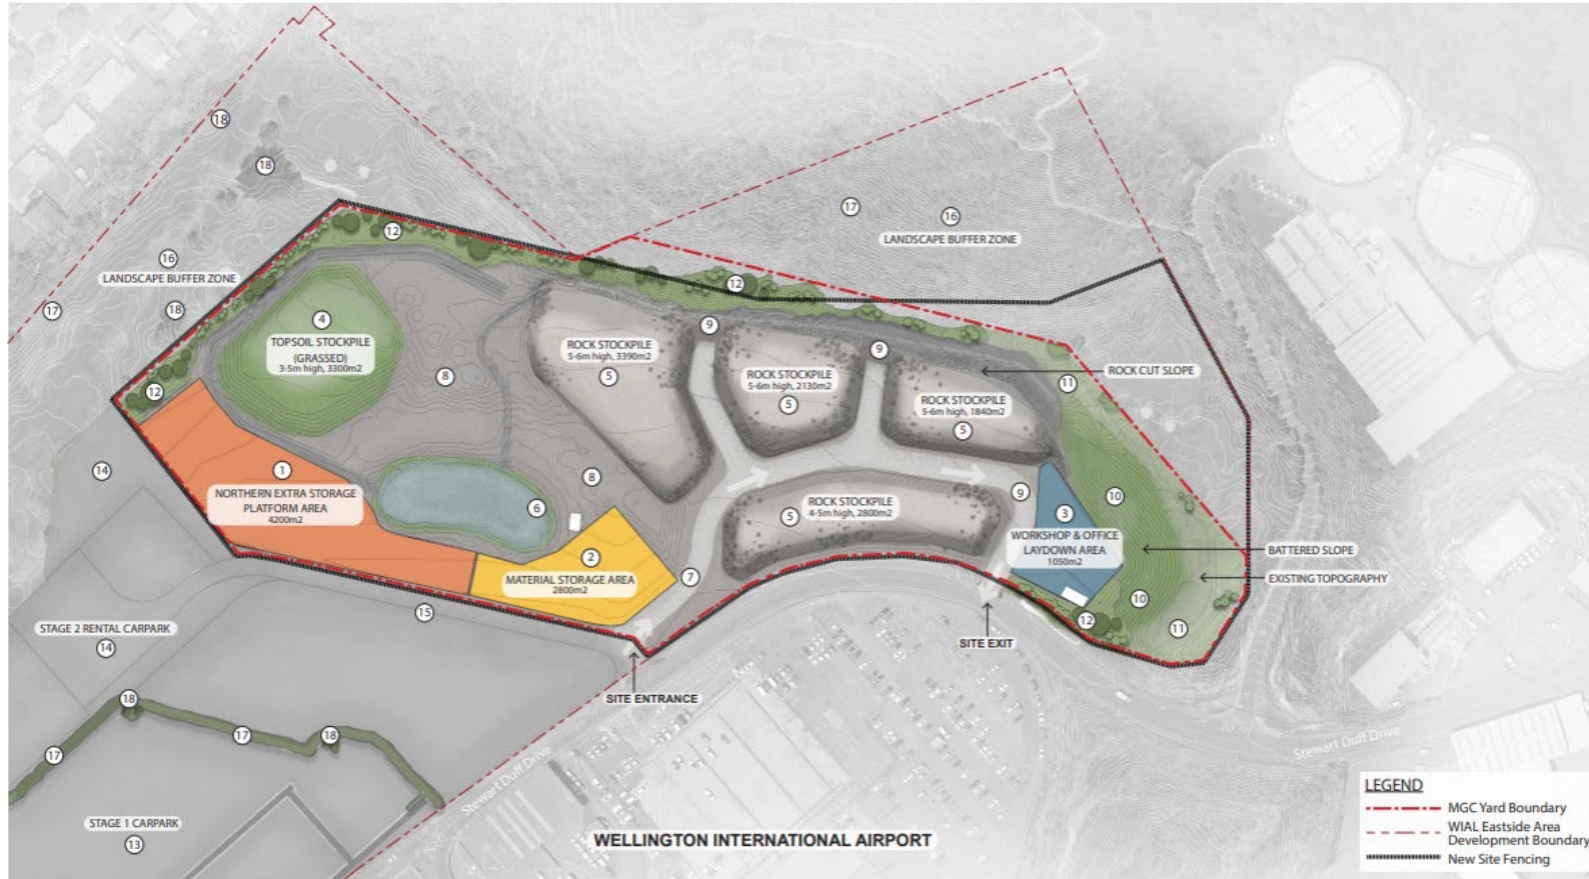 18
18
12
17
16
LANDSCAPE BUFFER ZONE
16
LANDSCAPE BUFFER ZONE
12
17
18
4
TOPSOIL STOCKPILE
(GRASSED)
3-5m high, 3300m2
9
ROCK STOCKPILE
5-6m high, 3390m2
5
9
8
ROCK STOCKPILE
5-6m high, 2130m2
5
ROCK CUT SLOPE
11
12
ROCK STOCKPILE
5-6m high, 1840m2
5
14
1
NORTHERN EXTRA STORAGE
PLATFORM AREA
4200m2
8
6
ROCK STOCKPILE
4-5m high, 2800m2
5
9
10
3
WORKSHOP & OFFICE
LAYDOWN AREA
1050m2
2
MATERIAL STORAGE AREA
2800m2
7
BATTERED SLOPE
EXISTING TOPOGRAPHY
10
15
12
11
STAGE 2 RENTAL CARPARK
14
SITE EXIT
SITE ENTRANCE
18
17
18
17
Stewart Duff Drive
Stewart Duff Drive
STAGE 1 CARPARK
13
WELLINGTON INTERNATIONAL AIRPORT
LEGEND
MGC Yard Boundary
WIAL Eastside Area
Development Boundary
New Site Fencing